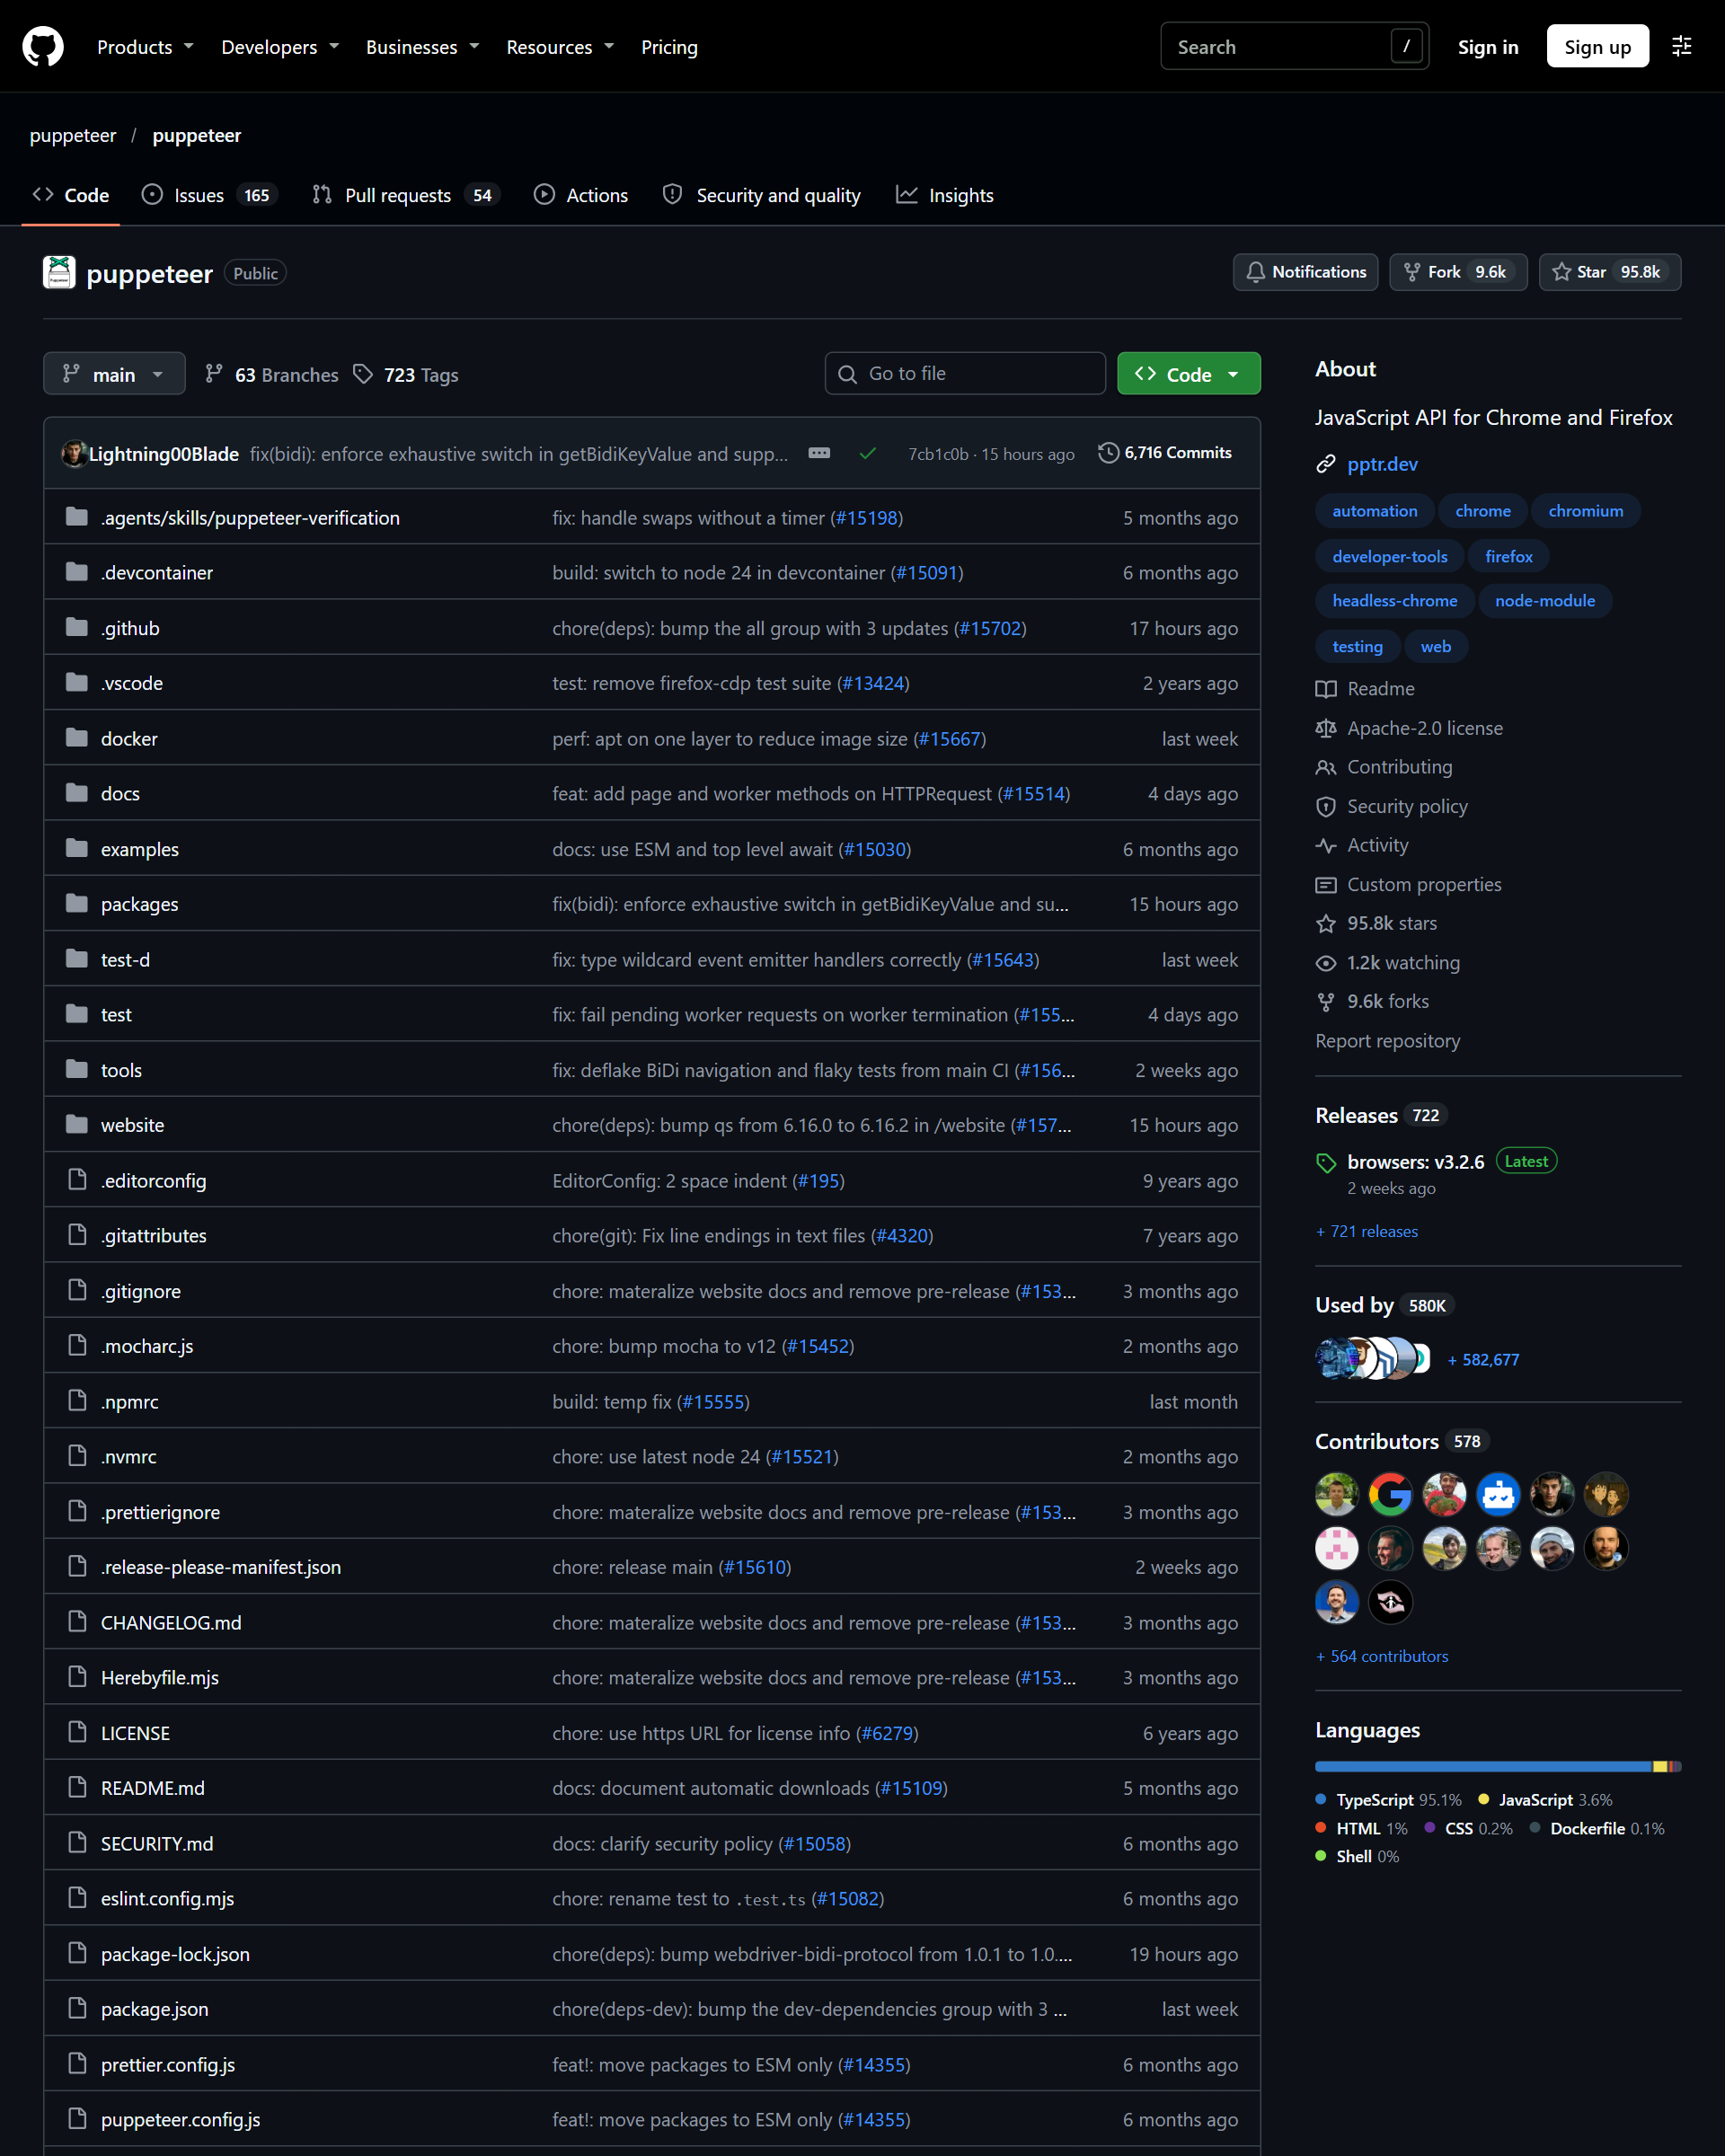 Products Developers Businesses Resources Pricing Search / Sign in Sign up
puppeteer / puppeteer
Code Issues 165 Pull requests 54 Actions Security and quality Insights
puppeteer Public Notifications Fork 9.6k Star 95.8k
main 63 Branches 723 Tags Go to file Code
Lightning00Blade fix(bidi): enforce exhaustive switch in getBidiKeyValue and supp... 7cb1c0b · 15 hours ago 6,716 Commits
.agents/skills/puppeteer-verification fix: handle swaps without a timer (#15198) 5 months ago
.devcontainer build: switch to node 24 in devcontainer (#15091) 6 months ago
.github chore(deps): bump the all group with 3 updates (#15702) 17 hours ago
.vscode test: remove firefox-cdp test suite (#13424) 2 years ago
docker perf: apt on one layer to reduce image size (#15667) last week
docs feat: add page and worker methods on HTTPRequest (#15514) 4 days ago
examples docs: use ESM and top level await (#15030) 6 months ago
packages fix(bidi): enforce exhaustive switch in getBidiKeyValue and su... 15 hours ago
test-d fix: type wildcard event emitter handlers correctly (#15643) last week
test fix: fail pending worker requests on worker termination (#155... 4 days ago
tools fix: deflake BiDi navigation and flaky tests from main CI (#156... 2 weeks ago
website chore(deps): bump qs from 6.16.0 to 6.16.2 in /website (#157... 15 hours ago
.editorconfig EditorConfig: 2 space indent (#195) 9 years ago
.gitattributes chore(git): Fix line endings in text files (#4320) 7 years ago
.gitignore chore: materalize website docs and remove pre-release (#153... 3 months ago
.mocharc.js chore: bump mocha to v12 (#15452) 2 months ago
.npmrc build: temp fix (#15555) last month
.nvmrc chore: use latest node 24 (#15521) 2 months ago
.prettierignore chore: materalize website docs and remove pre-release (#153... 3 months ago
.release-please-manifest.json chore: release main (#15610) 2 weeks ago
CHANGELOG.md chore: materalize website docs and remove pre-release (#153... 3 months ago
Herebyfile.mjs chore: materalize website docs and remove pre-release (#153... 3 months ago
LICENSE chore: use https URL for license info (#6279) 6 years ago
README.md docs: document automatic downloads (#15109) 5 months ago
SECURITY.md docs: clarify security policy (#15058) 6 months ago
eslint.config.mjs chore: rename test to .test.ts (#15082) 6 months ago
package-lock.json chore(deps): bump webdriver-bidi-protocol from 1.0.1 to 1.0.... 19 hours ago
package.json chore(deps-dev): bump the dev-dependencies group with 3 ... last week
prettier.config.js feat!: move packages to ESM only (#14355) 6 months ago
puppeteer.config.js feat!: move packages to ESM only (#14355) 6 months ago
About
JavaScript API for Chrome and Firefox
pptr.dev
automation chrome chromium
developer-tools firefox
headless-chrome node-module
testing web
Readme
Apache-2.0 license
Contributing
Security policy
Activity
Custom properties
95.8k stars
1.2k watching
9.6k forks
Report repository
Releases 722
browsers: v3.2.6 Latest
2 weeks ago
+ 721 releases
Used by 580K
+ 582,677
Contributors 578
+ 564 contributors
Languages
TypeScript 95.1% JavaScript 3.6%
HTML 1% CSS 0.2% Dockerfile 0.1%
Shell 0%